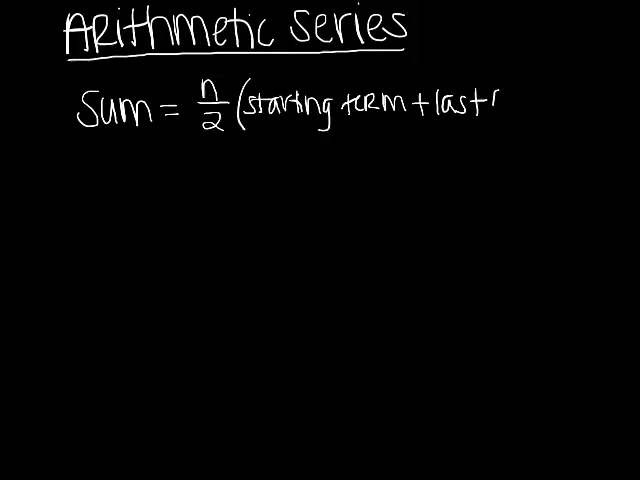 Arithmetic Series
Sum = n/2 (starting term + last